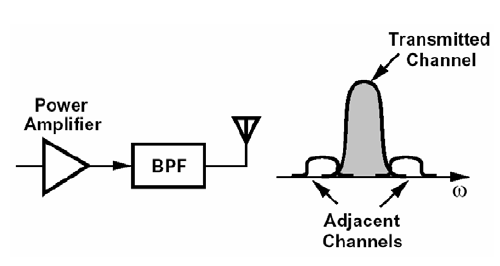 Transmitted
Channel
Power
Amplifier
BPF
ω
Adjacent
Channels